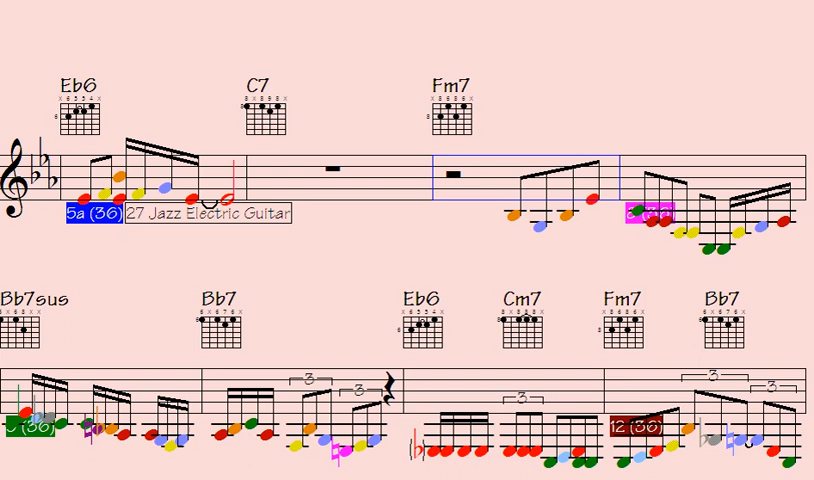 Eb6 C7 Fm7
5a (36) 27 Jazz Electric Guitar
Bb7sus Bb7 Eb6 Cm7 Fm7 Bb7
3 3 3 3 3
(36) 12 (36)